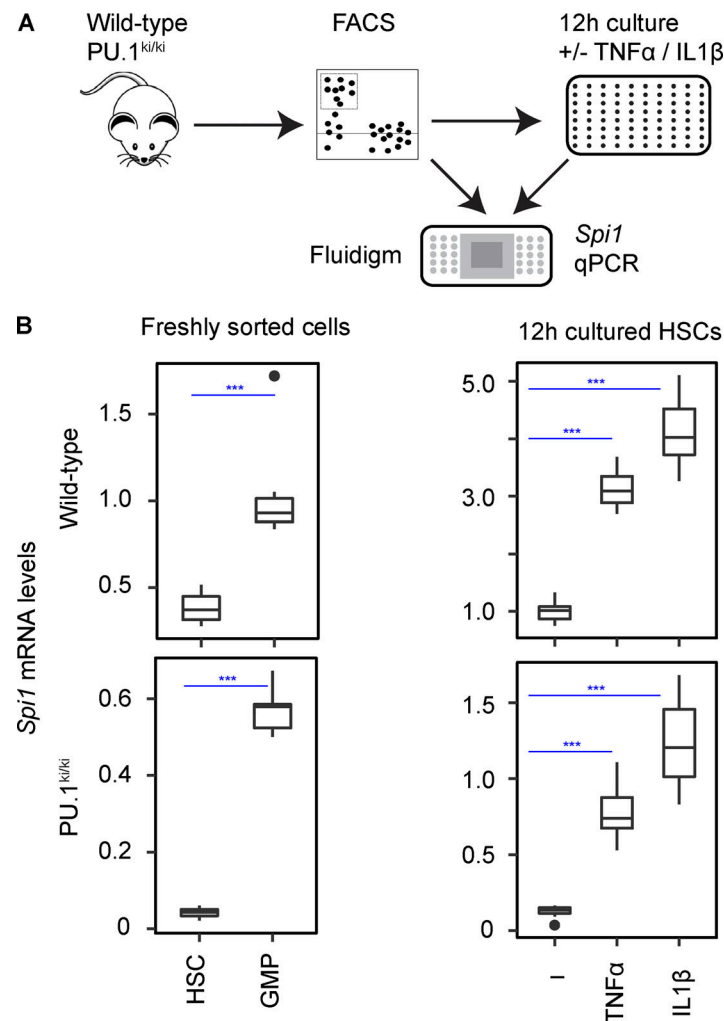 A
Wild-type
PU.1ki/ki
FACS
12h culture
+/- TNFα / IL1β
Fluidigm
Spi1
qPCR
B
Freshly sorted cells
12h cultured HSCs
Spi1 mRNA levels
Wild-type
1.5
1.0
0.5
***
5.0
3.0
1.0
***
***
PU.1ki/ki
0.6
0.4
0.2
0
***
HSC
GMP
1.5
1.0
0.5
0
***
***
–
TNFα
IL1β